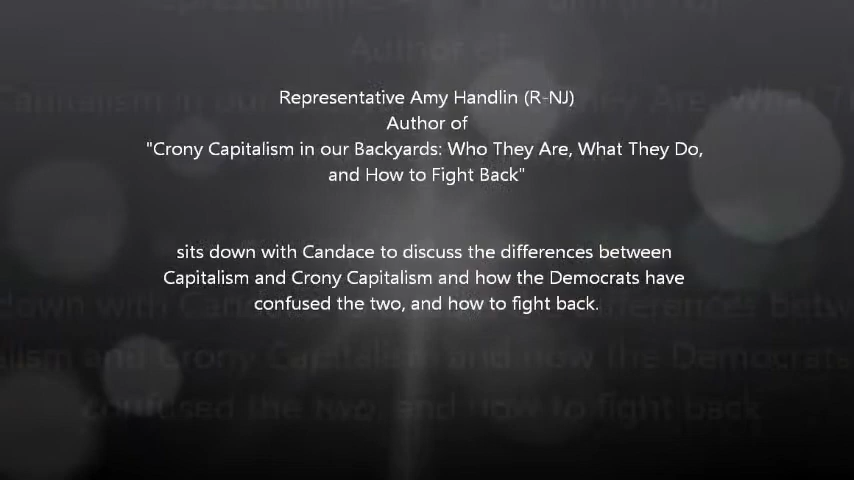 Representative Amy Handlin (R-NJ)
Author of
"Crony Capitalism in our Backyards: Who They Are, What They Do,
and How to Fight Back"
sits down with Candace to discuss the differences between
Capitalism and Crony Capitalism and how the Democrats have
confused the two, and how to fight back.